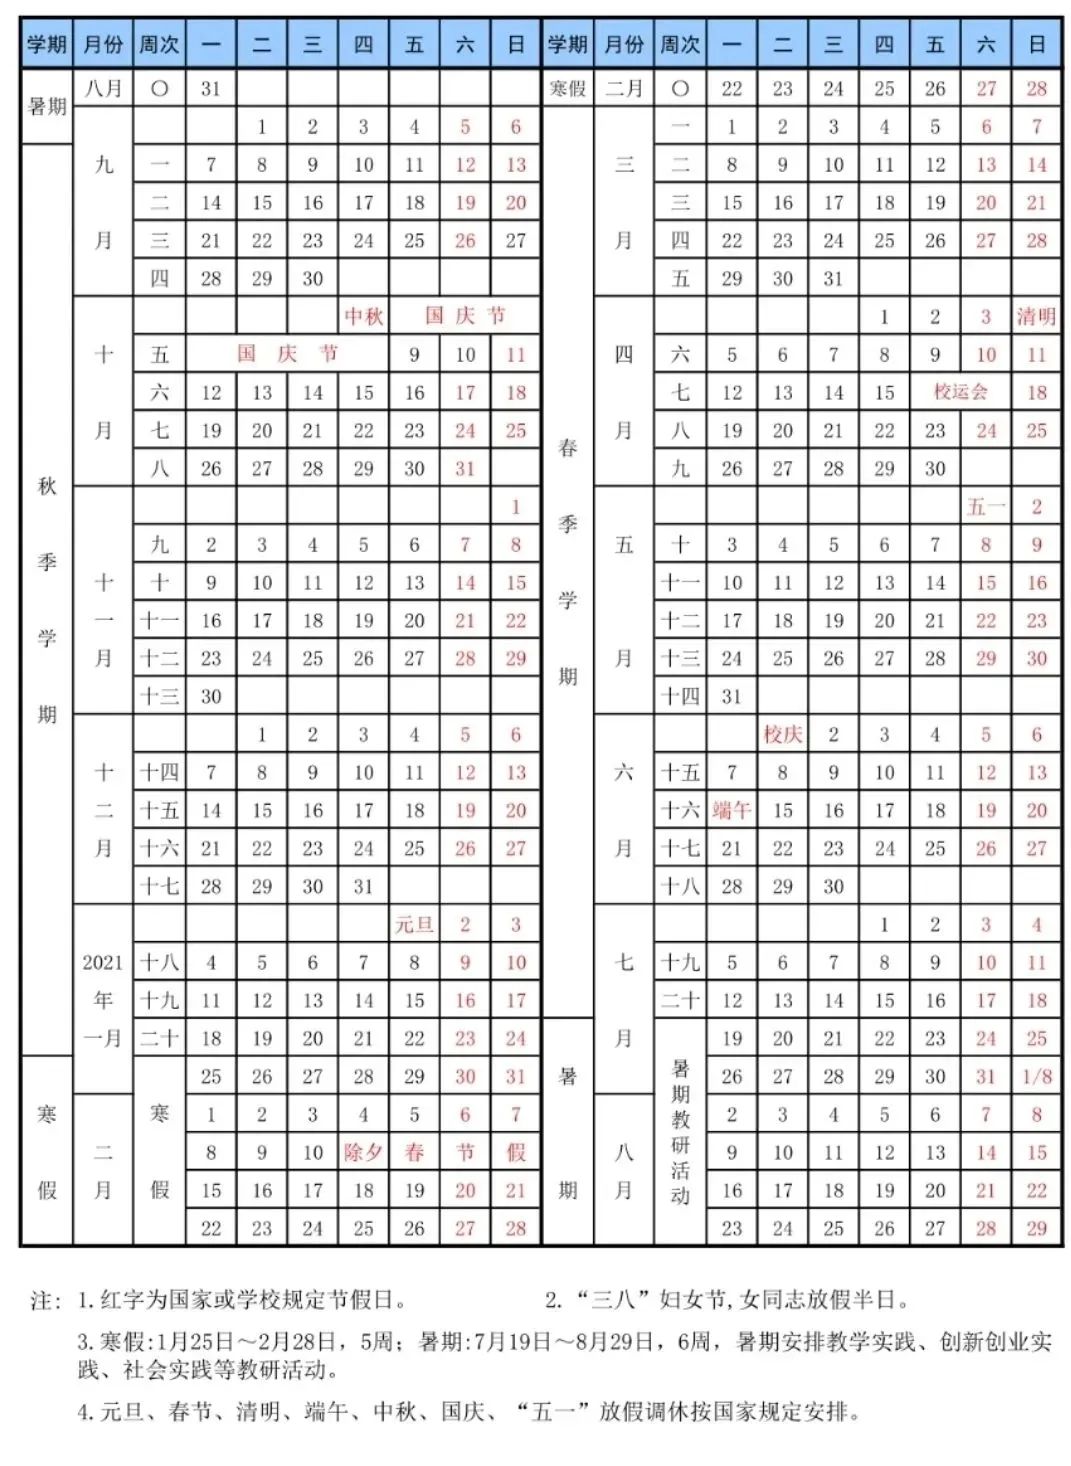 学期 月份 周次 一 二 三 四 五 六 日 学期 月份 周次 一 二 三 四 五 六 日
暑期 八月 〇 31 寒假 二月 〇 22 23 24 25 26 27 28
1 2 3 4 5 6 一 1 2 3 4 5 6 7
九 一 7 8 9 10 11 12 13 三 二 8 9 10 11 12 13 14
二 14 15 16 17 18 19 20 三 15 16 17 18 19 20 21
月 三 21 22 23 24 25 26 27 月 四 22 23 24 25 26 27 28
四 28 29 30 五 29 30 31
中秋 国 庆 节 1 2 3 清明
十 五 国 庆 节 9 10 11 四 六 5 6 7 8 9 10 11
六 12 13 14 15 16 17 18 七 12 13 14 15 校运会 18
月 七 19 20 21 22 23 24 25 月 八 19 20 21 22 23 24 25
八 26 27 28 29 30 31 春 九 26 27 28 29 30
秋 1 五一 2
九 2 3 4 5 6 7 8 季 五 十 3 4 5 6 7 8 9
季 十 十 9 10 11 12 13 14 15 学 十一 10 11 12 13 14 15 16
一 十一 16 17 18 19 20 21 22 十二 17 18 19 20 21 22 23
学 月 十二 23 24 25 26 27 28 29 期 月 十三 24 25 26 27 28 29 30
十三 30 十四 31
期 1 2 3 4 5 6 校庆 2 3 4 5 6
十 十四 7 8 9 10 11 12 13 六 十五 7 8 9 10 11 12 13
二 十五 14 15 16 17 18 19 20 十六 端午 15 16 17 18 19 20
月 十六 21 22 23 24 25 26 27 月 十七 21 22 23 24 25 26 27
十七 28 29 30 31 十八 28 29 30
元旦 2 3 1 2 3 4
2021 十八 4 5 6 7 8 9 10 七 十九 5 6 7 8 9 10 11
年 十九 11 12 13 14 15 16 17 二十 12 13 14 15 16 17 18
一月 二十 18 19 20 21 22 23 24 月 19 20 21 22 23 24 25
25 26 27 28 29 30 31 暑 暑期教研活动 26 27 28 29 30 31 1/8
寒 寒 1 2 3 4 5 6 7 2 3 4 5 6 7 8
二 8 9 10 除夕 春 节 假 八 9 10 11 12 13 14 15
假 月 假 15 16 17 18 19 20 21 期 月 16 17 18 19 20 21 22
22 23 24 25 26 27 28 23 24 25 26 27 28 29
注: 1.红字为国家或学校规定节假日。 2.“三八”妇女节,女同志放假半日。
3.寒假:1月25日～2月28日，5周；暑期:7月19日～8月29日，6周，暑期安排教学实践、创新创业实
践、社会实践等教研活动。
4.元旦、春节、清明、端午、中秋、国庆、“五一”放假调休按国家规定安排。